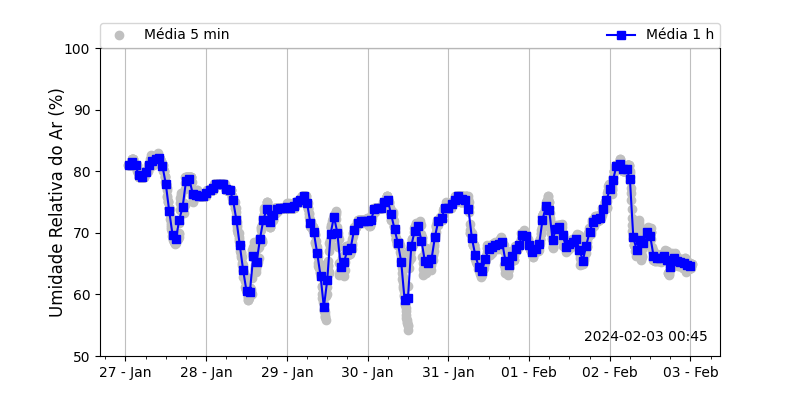 Média 5 min
Média 1 h
100
90
80
70
60
50
Umidade Relativa do Ar (%)
2024-02-03 00:45
27 - Jan
28 - Jan
29 - Jan
30 - Jan
31 - Jan
01 - Feb
02 - Feb
03 - Feb